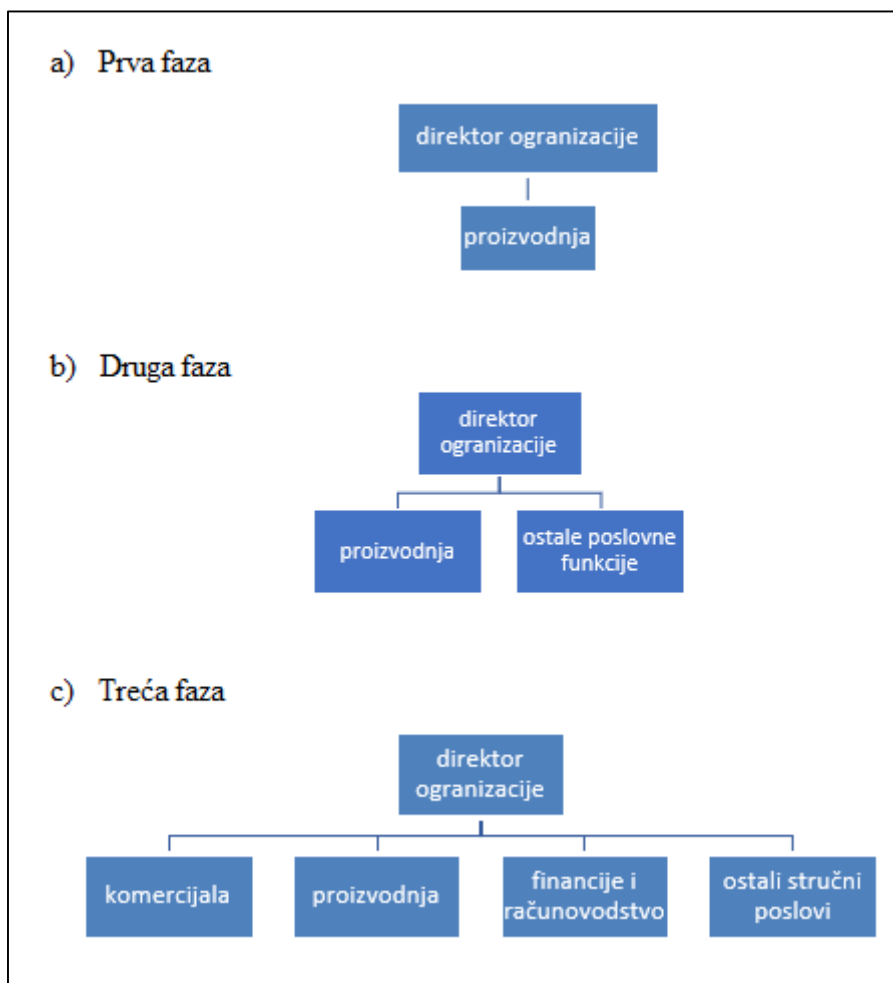 a) Prva faza
direktor ogranizacije
proizvodnja
b) Druga faza
direktor
ogranizacije
proizvodnja
ostale poslovne
funkcije
c) Treća faza
direktor
ogranizacije
komercijala
proizvodnja
financije i
računovodstvo
ostali stručni
poslovi